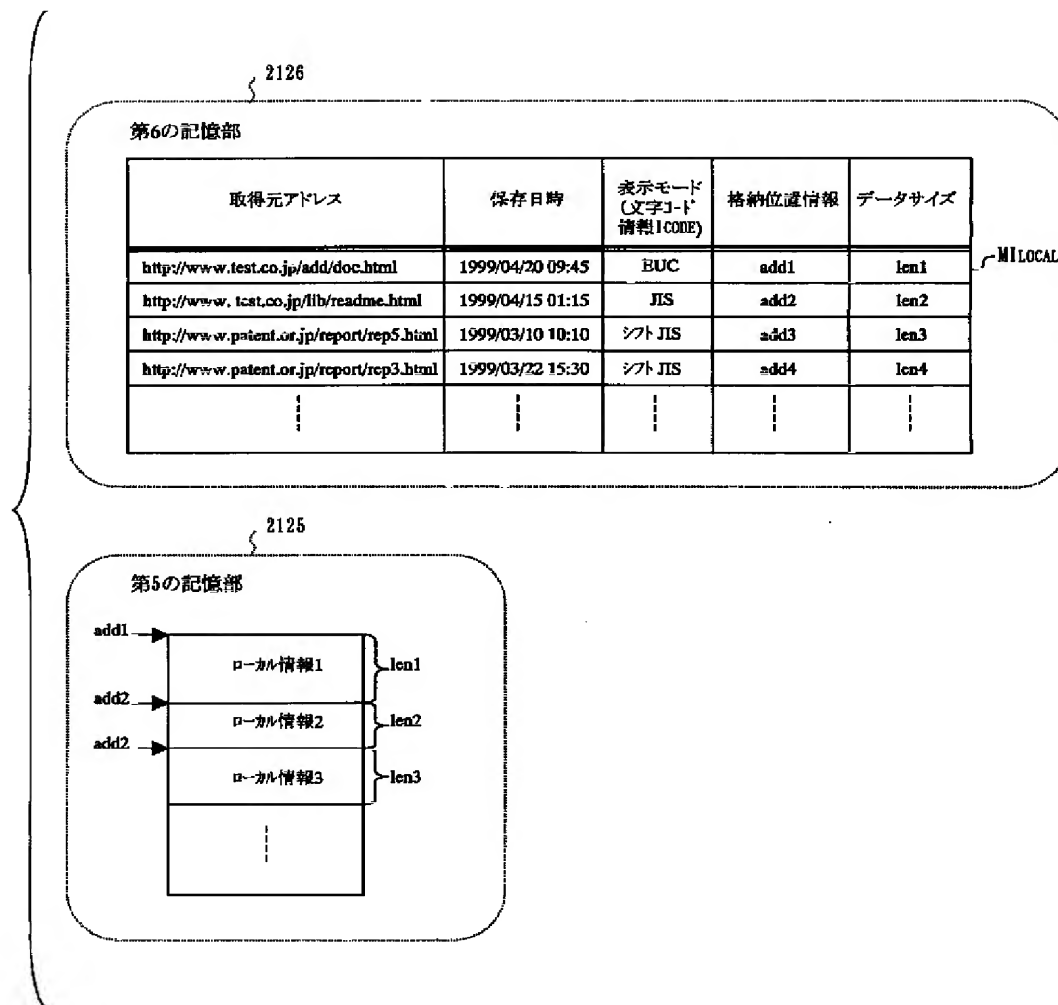 2126
第6の記憶部
取得元アドレス 保存日時 表示モード 格納位置情報 データサイズ
(文字コード
情報ICODE)
http://www.test.co.jp/add/doc.html 1999/04/20 09:45 EUC add1 len1
MILOCAL
http://www.test.co.jp/lib/readme.html 1999/04/15 01:15 JIS add2 len2
http://www.patent.or.jp/report/rep5.html 1999/03/10 10:10 シフトJIS add3 len3
http://www.patent.or.jp/report/rep3.html 1999/03/22 15:30 シフトJIS add4 len4
2125
第5の記憶部
add1
ローカル情報1 len1
add2
ローカル情報2 len2
add2
ローカル情報3 len3